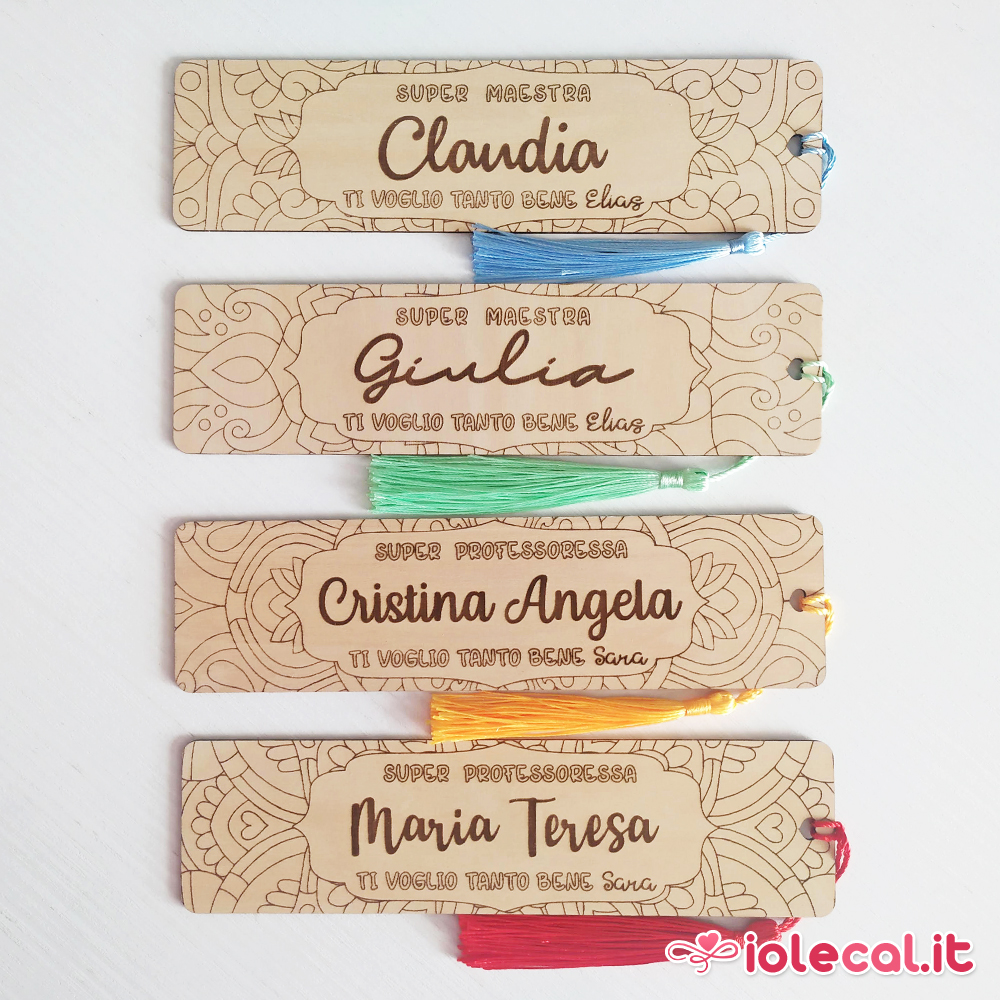 SUPER MAESTRA
Claudia
TI VOGLIO TANTO BENE Elias
SUPER MAESTRA
Giulia
TI VOGLIO TANTO BENE Elias
SUPER PROFESSORESSA
Cristina Angela
TI VOGLIO TANTO BENE Sara
SUPER PROFESSORESSA
Maria Teresa
TI VOGLIO TANTO BENE Sara
iolecal.it